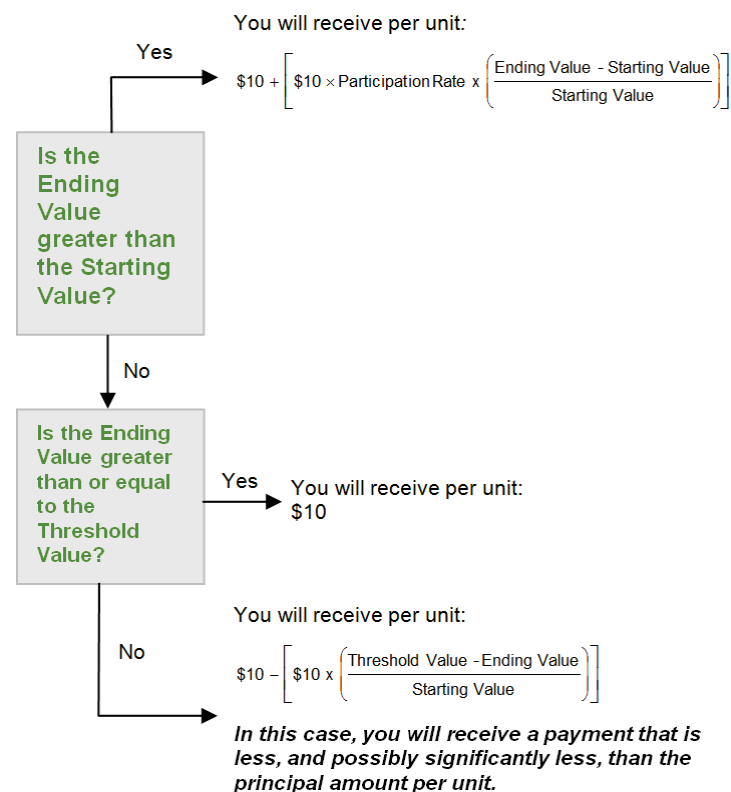 You will receive per unit:
Yes
$10 + [ $10 × Participation Rate x ( Ending Value - Starting Value
Starting Value ) ]
Is the
Ending
Value
greater than
the Starting
Value?
No
Is the Ending
Value greater
than or equal
to the
Threshold
Value?
Yes
You will receive per unit:
$10
You will receive per unit:
No
$10 – [ $10 x ( Threshold Value - Ending Value
Starting Value ) ]
In this case, you will receive a payment that is
less, and possibly significantly less, than the
principal amount per unit.